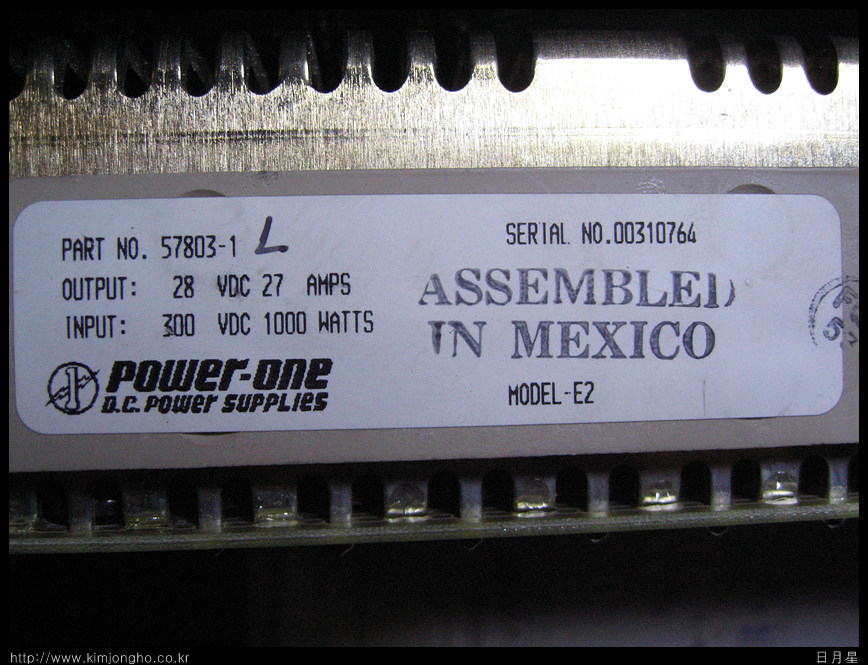 PART NO. 57803-1 L
SERIAL NO.00310764
OUTPUT: 28 VDC 27 AMPS
INPUT: 300 VDC 1000 WATTS
ASSEMBLED
IN MEXICO
POWER-ONE
D.C. POWER SUPPLIES
MODEL-E2
http://www.kimjongho.co.kr
日月星